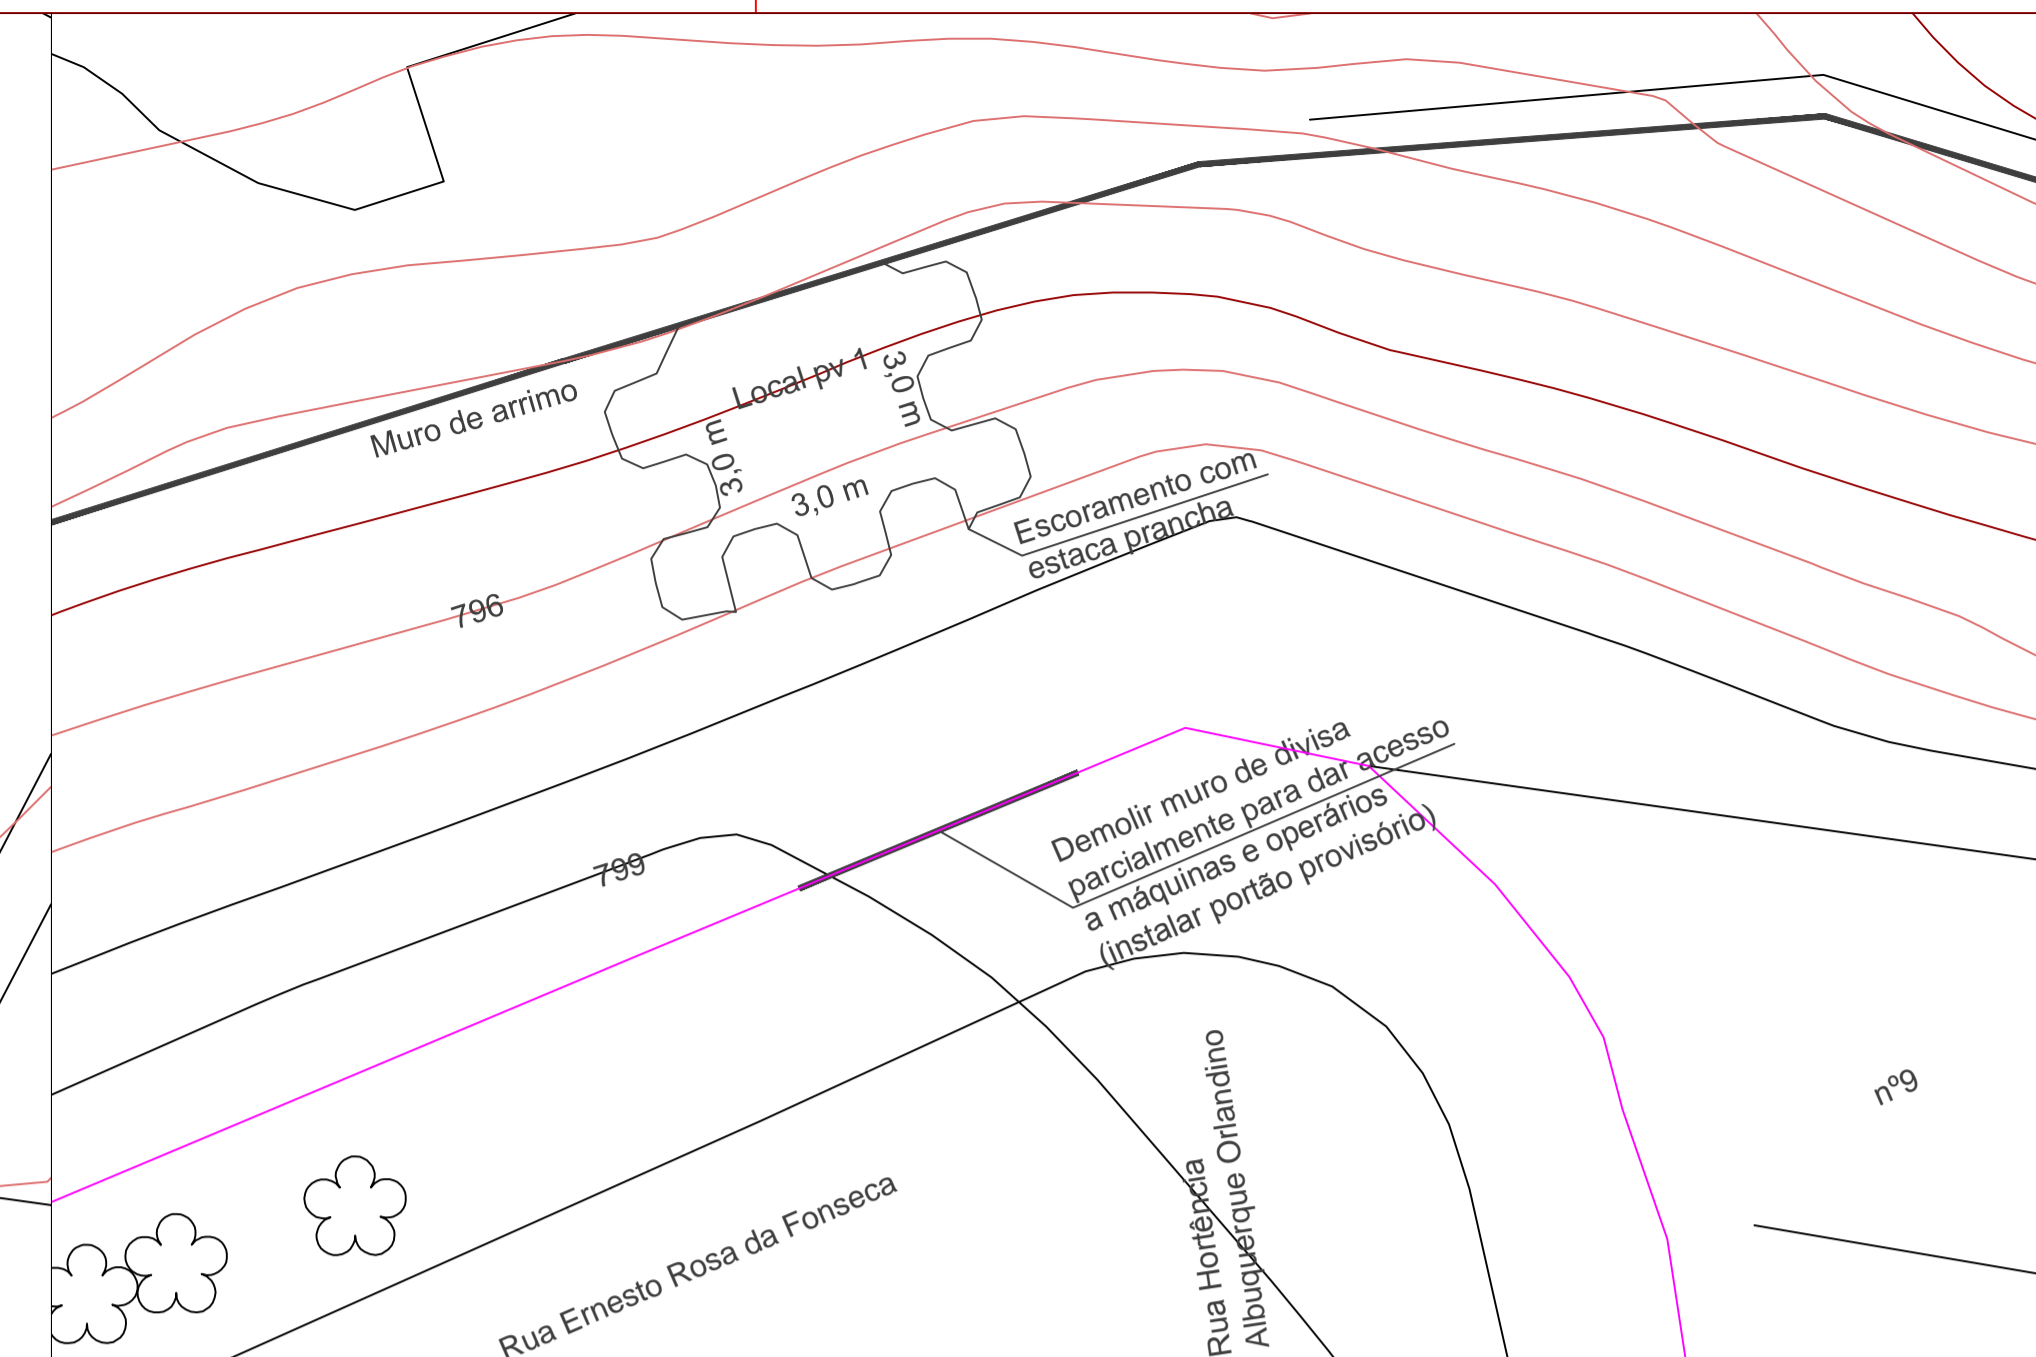 Muro de arrimo
Local pv 1
3,0 m
3,0 m
3,0 m
Escoramento com
estaca prancha
796
799
Demolir muro de divisa
parcialmente para dar acesso
a máquinas e operários
(instalar portão provisório)
Rua Ernesto Rosa da Fonseca
Rua Hortência
Albuquerque Orlandino
nº9